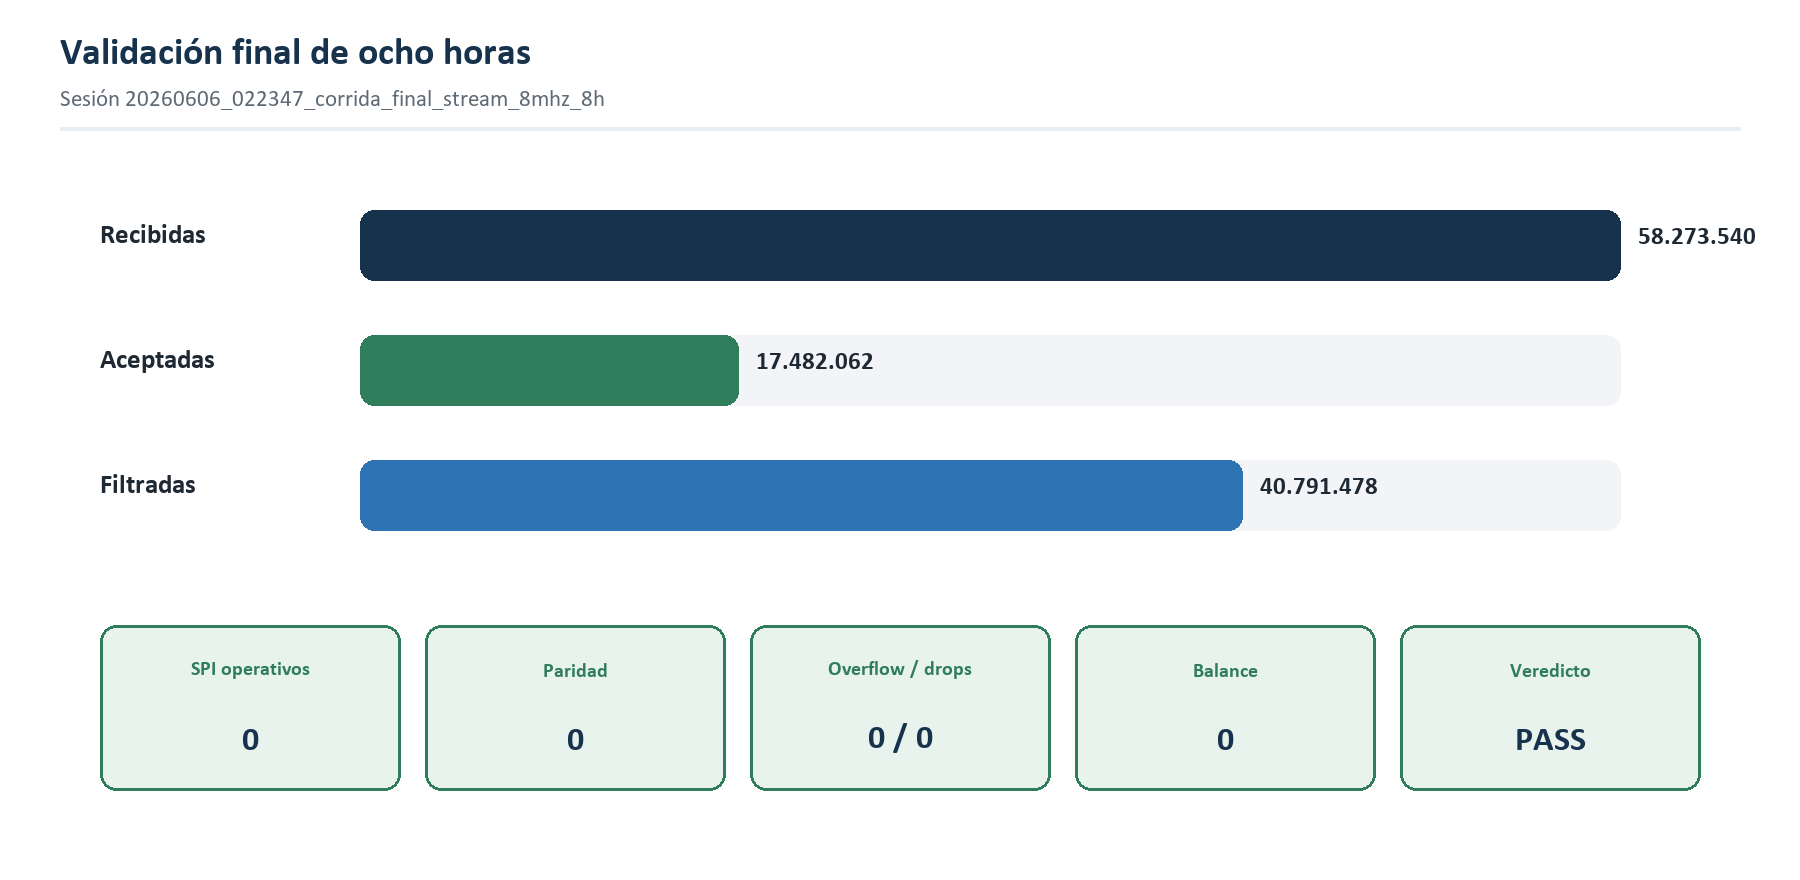 Validación final de ocho horas
Sesión 20260606_022347_corrida_final_stream_8mhz_8h
Recibidas
58.273.540
Aceptadas
17.482.062
Filtradas
40.791.478
SPI operativos
0
Paridad
0
Overflow / drops
0 / 0
Balance
0
Veredicto
PASS